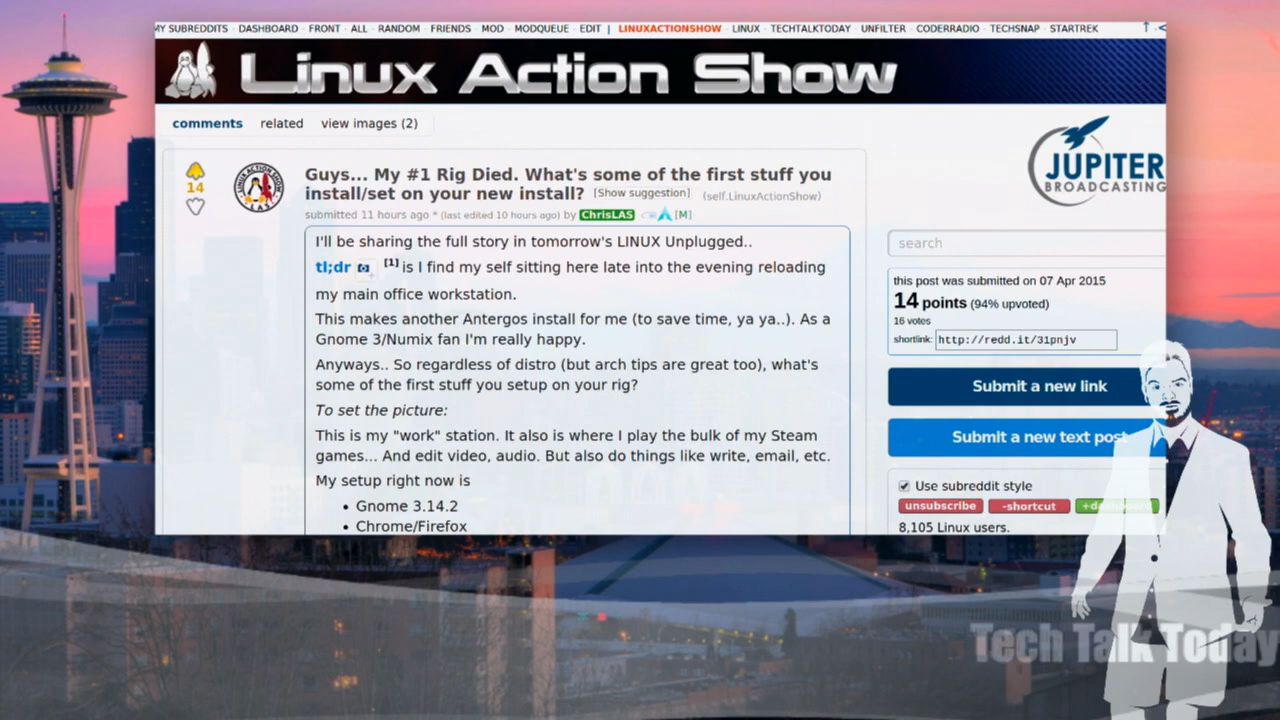 MY SUBREDDITS DASHBOARD FRONT ALL RANDOM FRIENDS MOD MODQUEUE EDIT | LINUXACTIONSHOW LINUX TECHTALKTODAY UNFILTER CODERRADIO TECHSNAP STARTREK
Linux Action Show
comments related view images (2)
JUPITER
BROADCASTING
14
LINUX ACTION SHOW
LAS
Guys... My #1 Rig Died. What's some of the first stuff you
install/set on your new install? [Show suggestion] (self.LinuxActionShow)
submitted 11 hours ago * (last edited 10 hours ago) by ChrisLAS [M]
I'll be sharing the full story in tomorrow's LINUX Unplugged..
tl;dr [1] is I find my self sitting here late into the evening reloading
my main office workstation.
This makes another Antergos install for me (to save time, ya ya..). As a
Gnome 3/Numix fan I'm really happy.
Anyways.. So regardless of distro (but arch tips are great too), what's
some of the first stuff you setup on your rig?
To set the picture:
This is my "work" station. It also is where I play the bulk of my Steam
games... And edit video, audio. But also do things like write, email, etc.
My setup right now is
• Gnome 3.14.2
• Chrome/Firefox
search
this post was submitted on 07 Apr 2015
14 points (94% upvoted)
16 votes
shortlink: http://redd.it/31pnjv
Submit a new link
Submit a new text post
Use subreddit style
unsubscribe -shortcut +dashboard
8,105 Linux users.
Tech Talk Today